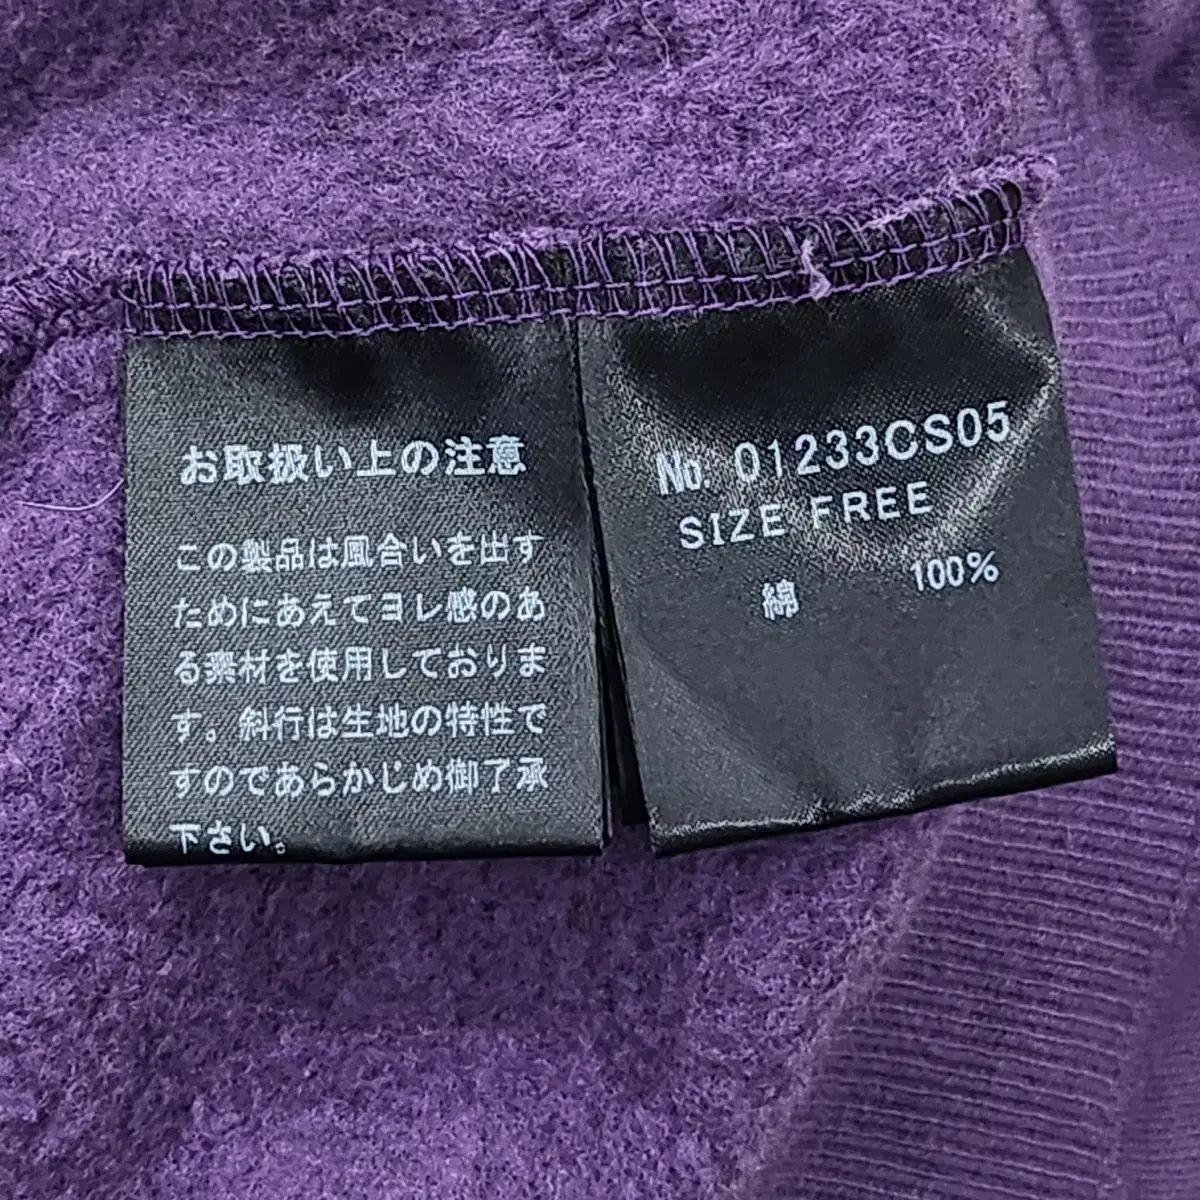 お取扱い上の注意
この製品は風合いを出す
ためにあえてヨレ感のあ
る素材を使用しておりま
す。斜行は生地の特性で
すのであらかじめ御了承
下さい。
No. 01233CS05
SIZE FREE
綿 100%